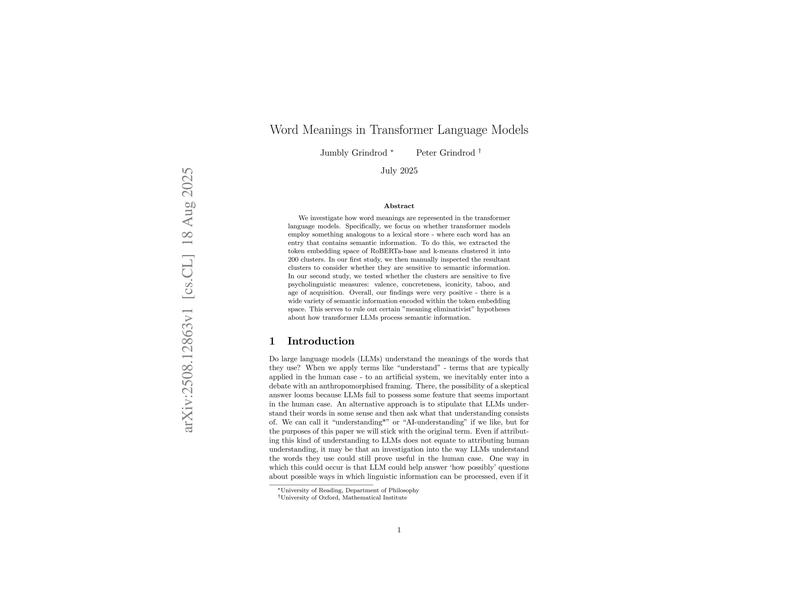 Word Meanings in Transformer Language Models
Jumbly Grindrod * Peter Grindrod †
July 2025
Abstract
We investigate how word meanings are represented in the transformer
language models. Specifically, we focus on whether transformer models
employ something analogous to a lexical store - where each word has an
entry that contains semantic information. To do this, we extracted the
token embedding space of RoBERTa-base and k-means clustered it into
200 clusters. In our first study, we then manually inspected the resultant
clusters to consider whether they are sensitive to semantic information.
In our second study, we tested whether the clusters are sensitive to five
psycholinguistic measures: valence, concreteness, iconicity, taboo, and
age of acquisition. Overall, our findings were very positive - there is a
wide variety of semantic information encoded within the token embedding
space. This serves to rule out certain "meaning eliminativist" hypotheses
about how transformer LLMs process semantic information.
1 Introduction
Do large language models (LLMs) understand the meanings of the words that
they use? When we apply terms like “understand” - terms that are typically
applied in the human case - to an artificial system, we inevitably enter into a
debate with an anthropomorphised framing. There, the possibility of a skeptical
answer looms because LLMs fail to possess some feature that seems important
in the human case. An alternative approach is to stipulate that LLMs under-
stand their words in some sense and then ask what that understanding consists
of. We can call it “understanding*” or “AI-understanding” if we like, but for
the purposes of this paper we will stick with the original term. Even if attribut-
ing this kind of understanding to LLMs does not equate to attributing human
understanding, it may be that an investigation into the way LLMs understand
the words they use could still prove useful in the human case. One way in
which this could occur is that LLM could help answer ‘how possibly’ questions
about possible ways in which linguistic information can be processed, even if it
*University of Reading, Department of Philosophy
†University of Oxford, Mathematical Institute
1
arXiv:2508.12863v1 [cs.CL] 18 Aug 2025